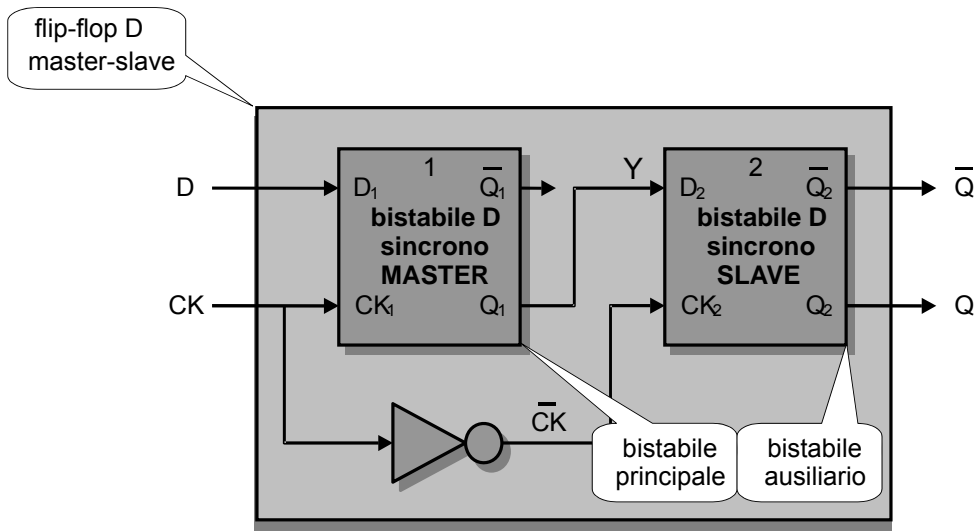 flip-flop D
master-slave
D
CK
1
D₁
Q̅₁
bistabile D
sincrono
MASTER
CK₁
Q₁
Y
2
D₂
Q̅₂
bistabile D
sincrono
SLAVE
CK₂
Q₂
Q̅
Q
C̅K̅
bistabile
principale
bistabile
ausiliario